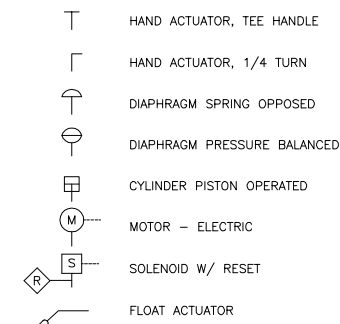 HAND ACTUATOR, TEE HANDLE
HAND ACTUATOR, 1/4 TURN
DIAPHRAGM SPRING OPPOSED
DIAPHRAGM PRESSURE BALANCED
CYLINDER PISTON OPERATED
M MOTOR – ELECTRIC
S SOLENOID W/ RESET
R
FLOAT ACTUATOR